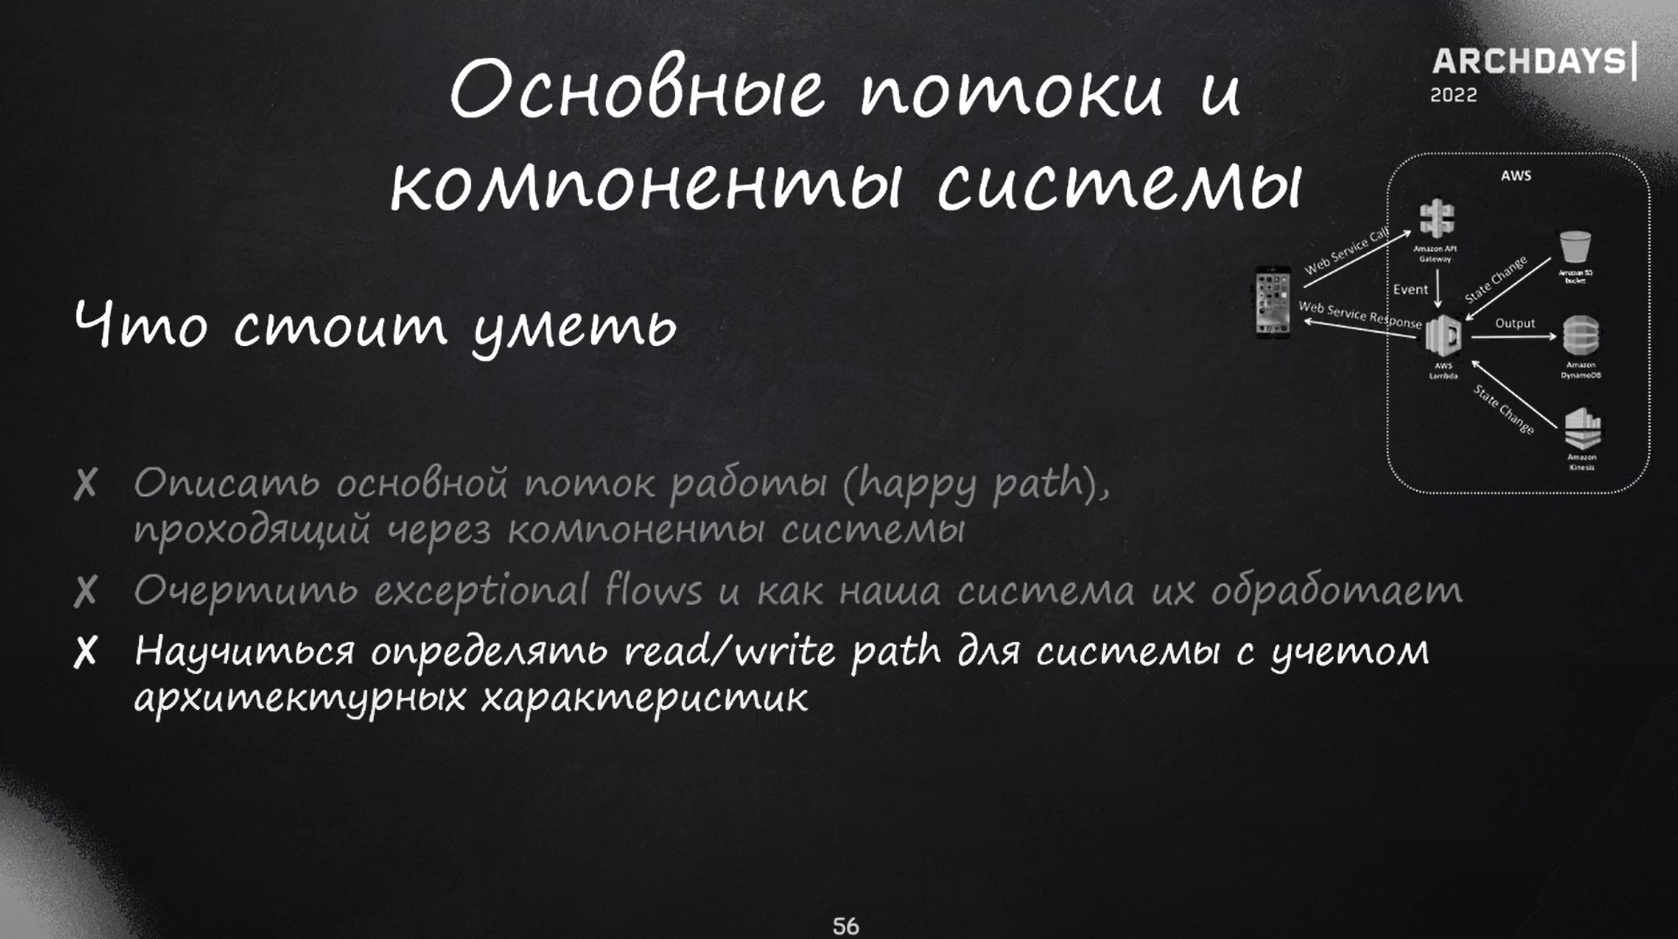 Основные потоки и
компоненты системы
ARCHDAYS
2022
Что стоит уметь
AWS
Web Service Call
Amazon API
Gateway
Event
State Change
Amazon S3
bucket
Web Service Response
AWS
Lambda
Output
Amazon
DynamoDB
State Change
Amazon
Kinesis
✗ Описать основной поток работы (happy path),
проходящий через компоненты системы
✗ Очертить exceptional flows и как наша система их обработает
✗ Научиться определять read/write path для системы с учетом
архитектурных характеристик
56